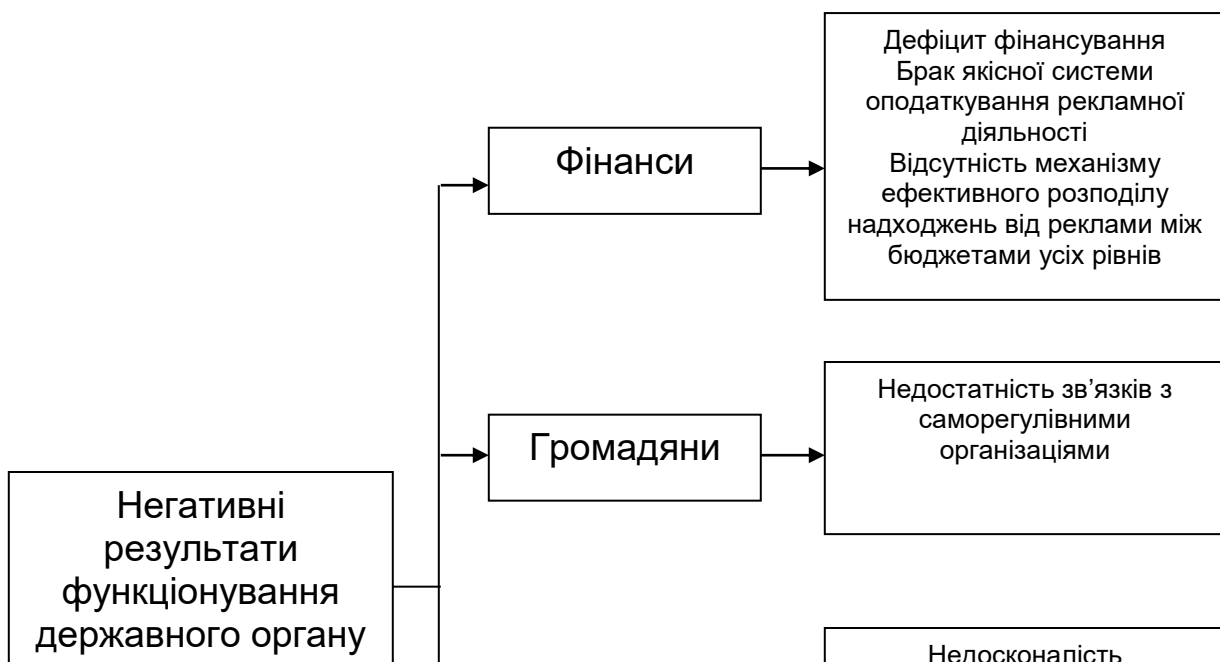 Дефіцит фінансування
Брак якісної системи
оподаткування рекламної
діяльності
Відсутність механізму
ефективного розподілу
надходжень від реклами між
бюджетами усіх рівнів
Фінанси
Недостатність зв’язків з
саморегулівними
організаціями
Громадяни
Негативні
результати
функціонування
державного органу
Недосконалість